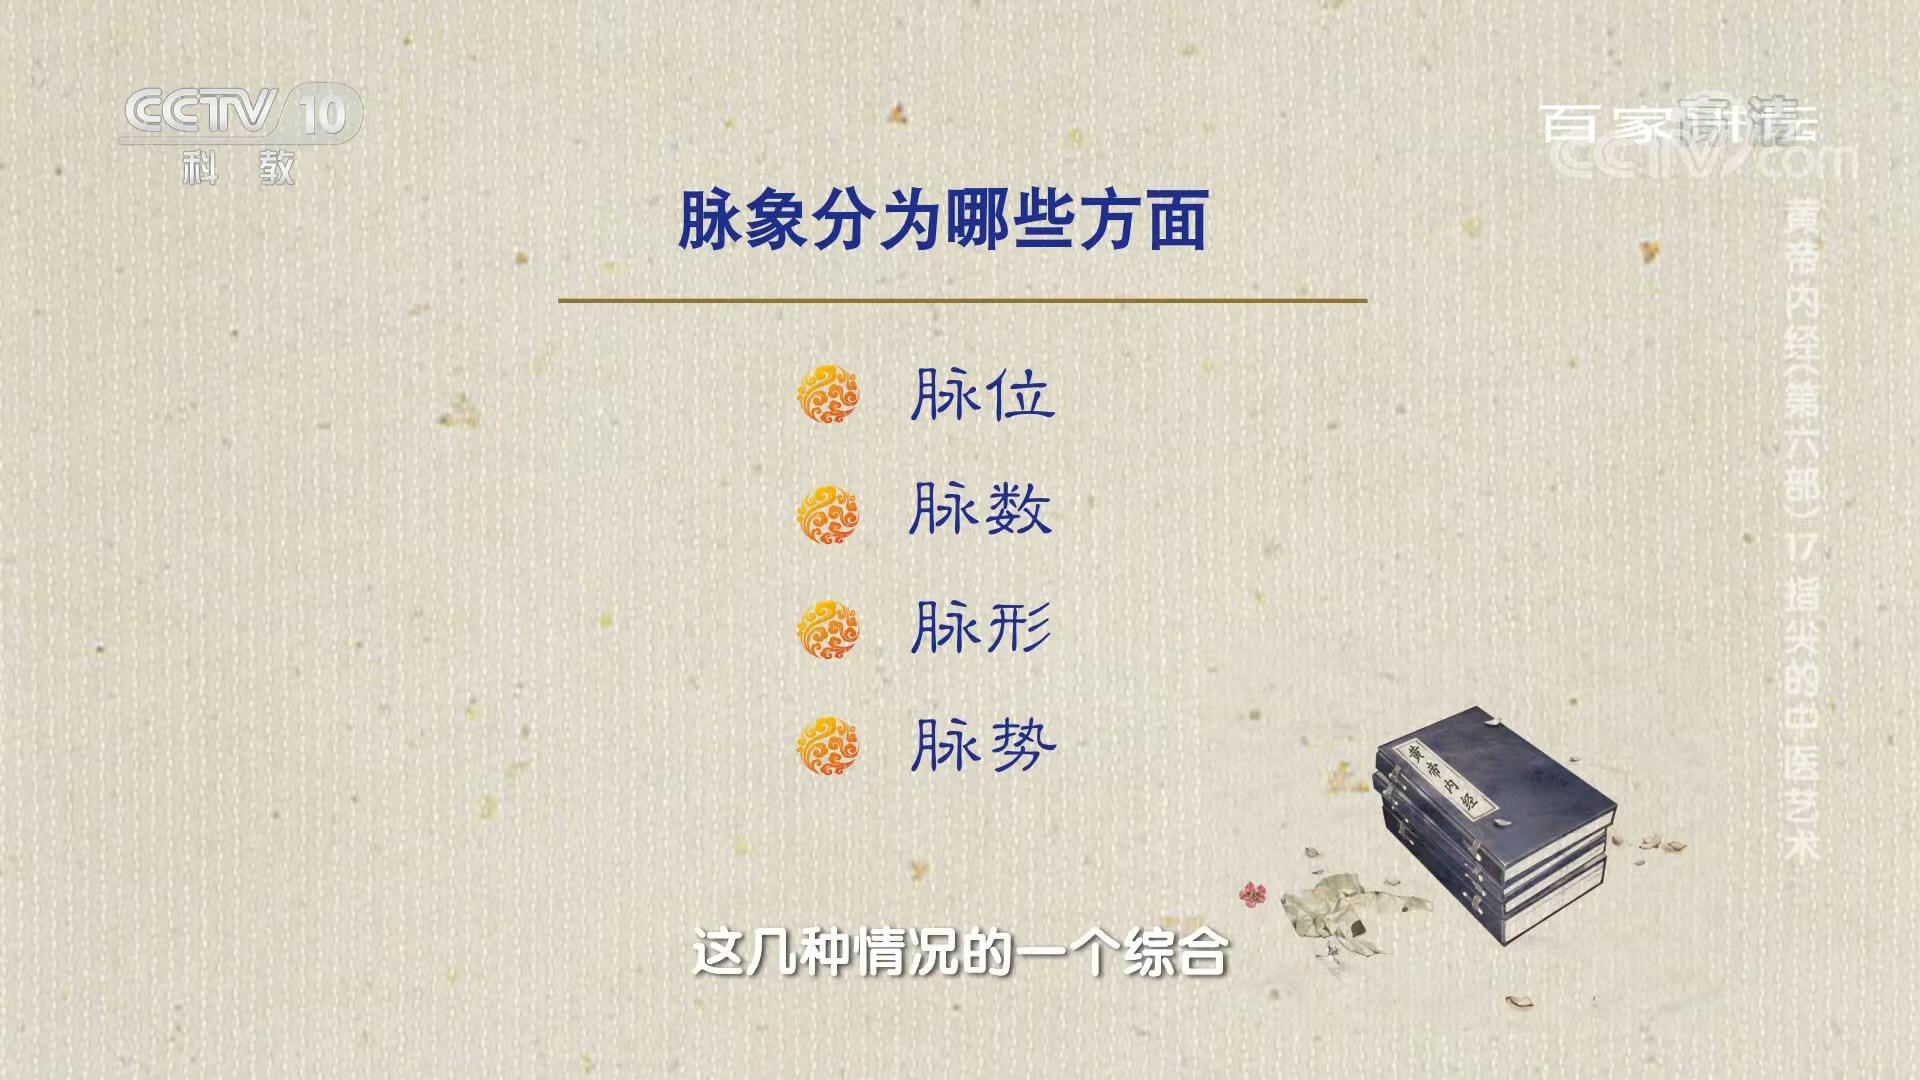 CCTV 10
科 教
百家讲坛
高清
CCTV.com
脉象分为哪些方面
脉位
脉数
脉形
脉势
黄帝内经(第六部)17 指尖的中医艺术
黄帝内经
这几种情况的一个综合